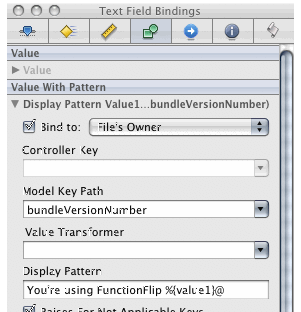 Text Field Bindings
Value
Value
Value With Pattern
Display Pattern Value1...bundleVersionNumber)
Bind to: File's Owner
Controller Key
Model Key Path
bundleVersionNumber
Value Transformer
Display Pattern
You're using FunctionFlip %{value1}@
Raises For Not Applicable Keys